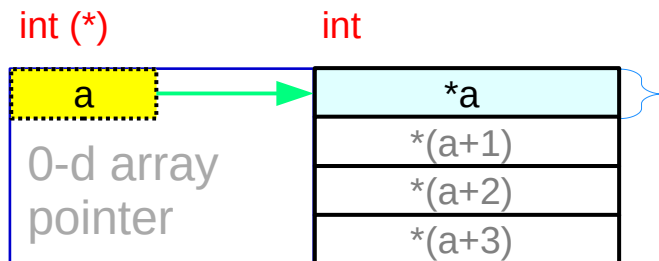 int (*) int
a *a
*(a+1)
0-d array
*(a+2)
pointer
*(a+3)